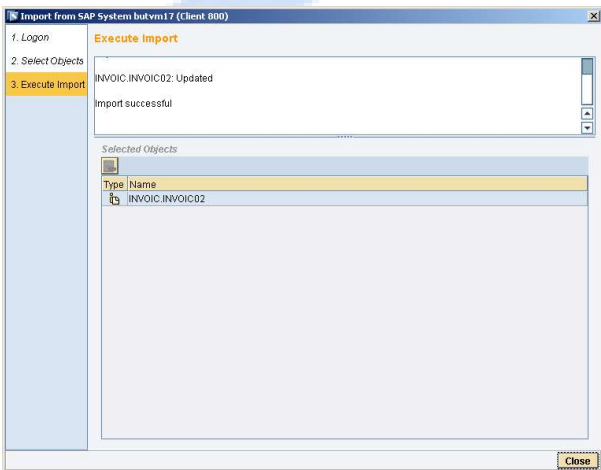 Import from SAP System butvm17 (Client 800)
1. Logon
2. Select Objects
3. Execute Import
Execute Import
INVOIC.INVOIC02: Updated
Import successful
Selected Objects
Type Name
INVOIC.INVOIC02
Close